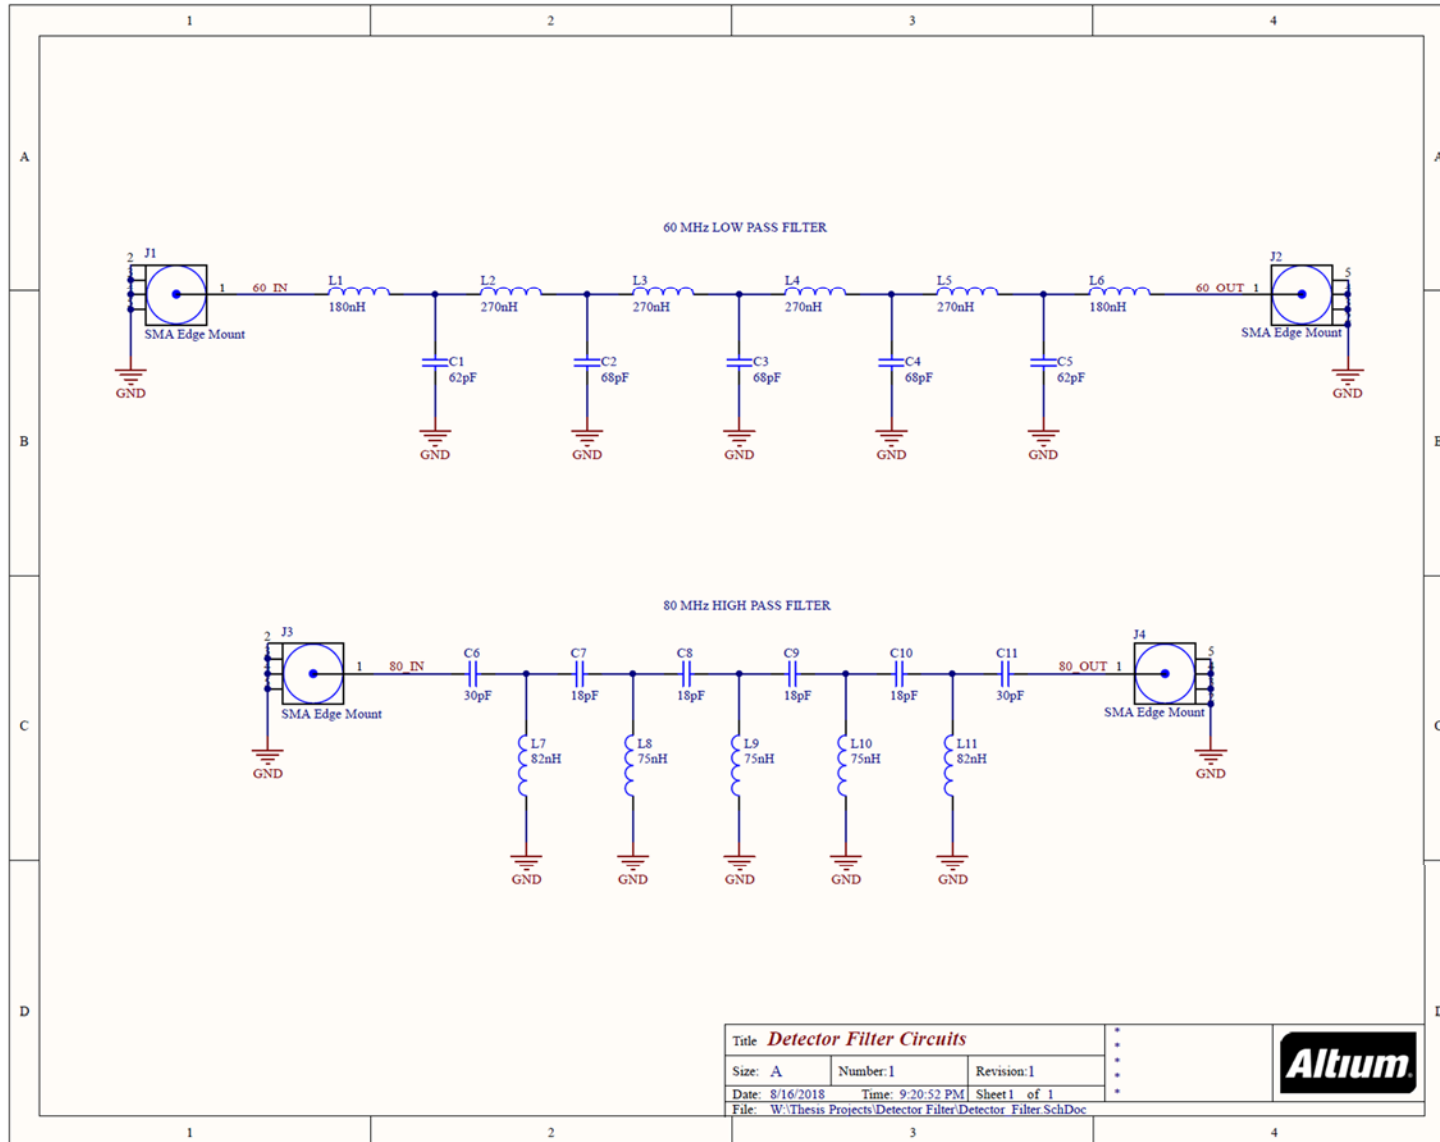 1 2 3 4
A A
60 MHz LOW PASS FILTER
2 J1 J2 5
1 60_IN L1 L2 L3 L4 L5 L6 60_OUT 1
180nH 270nH 270nH 270nH 270nH 180nH
SMA Edge Mount SMA Edge Mount
C1 C2 C3 C4 C5
62pF 68pF 68pF 68pF 62pF
GND GND
B B
GND GND GND GND GND
80 MHz HIGH PASS FILTER
2 J3 J4 5
C6 C7 C8 C9 C10 C11
1 80_IN 80_OUT 1
30pF 18pF 18pF 18pF 18pF 30pF
SMA Edge Mount SMA Edge Mount
C C
L7 L8 L9 L10 L11
82nH 75nH 75nH 75nH 82nH
GND GND
GND GND GND GND GND
D D
Title Detector Filter Circuits
Size: A Number:1 Revision:1
Date: 8/16/2018 Time: 9:20:52 PM Sheet1 of 1
File: W:\Thesis Projects\Detector Filter\Detector_Filter.SchDoc
* * * * *
Altium
1 2 3 4